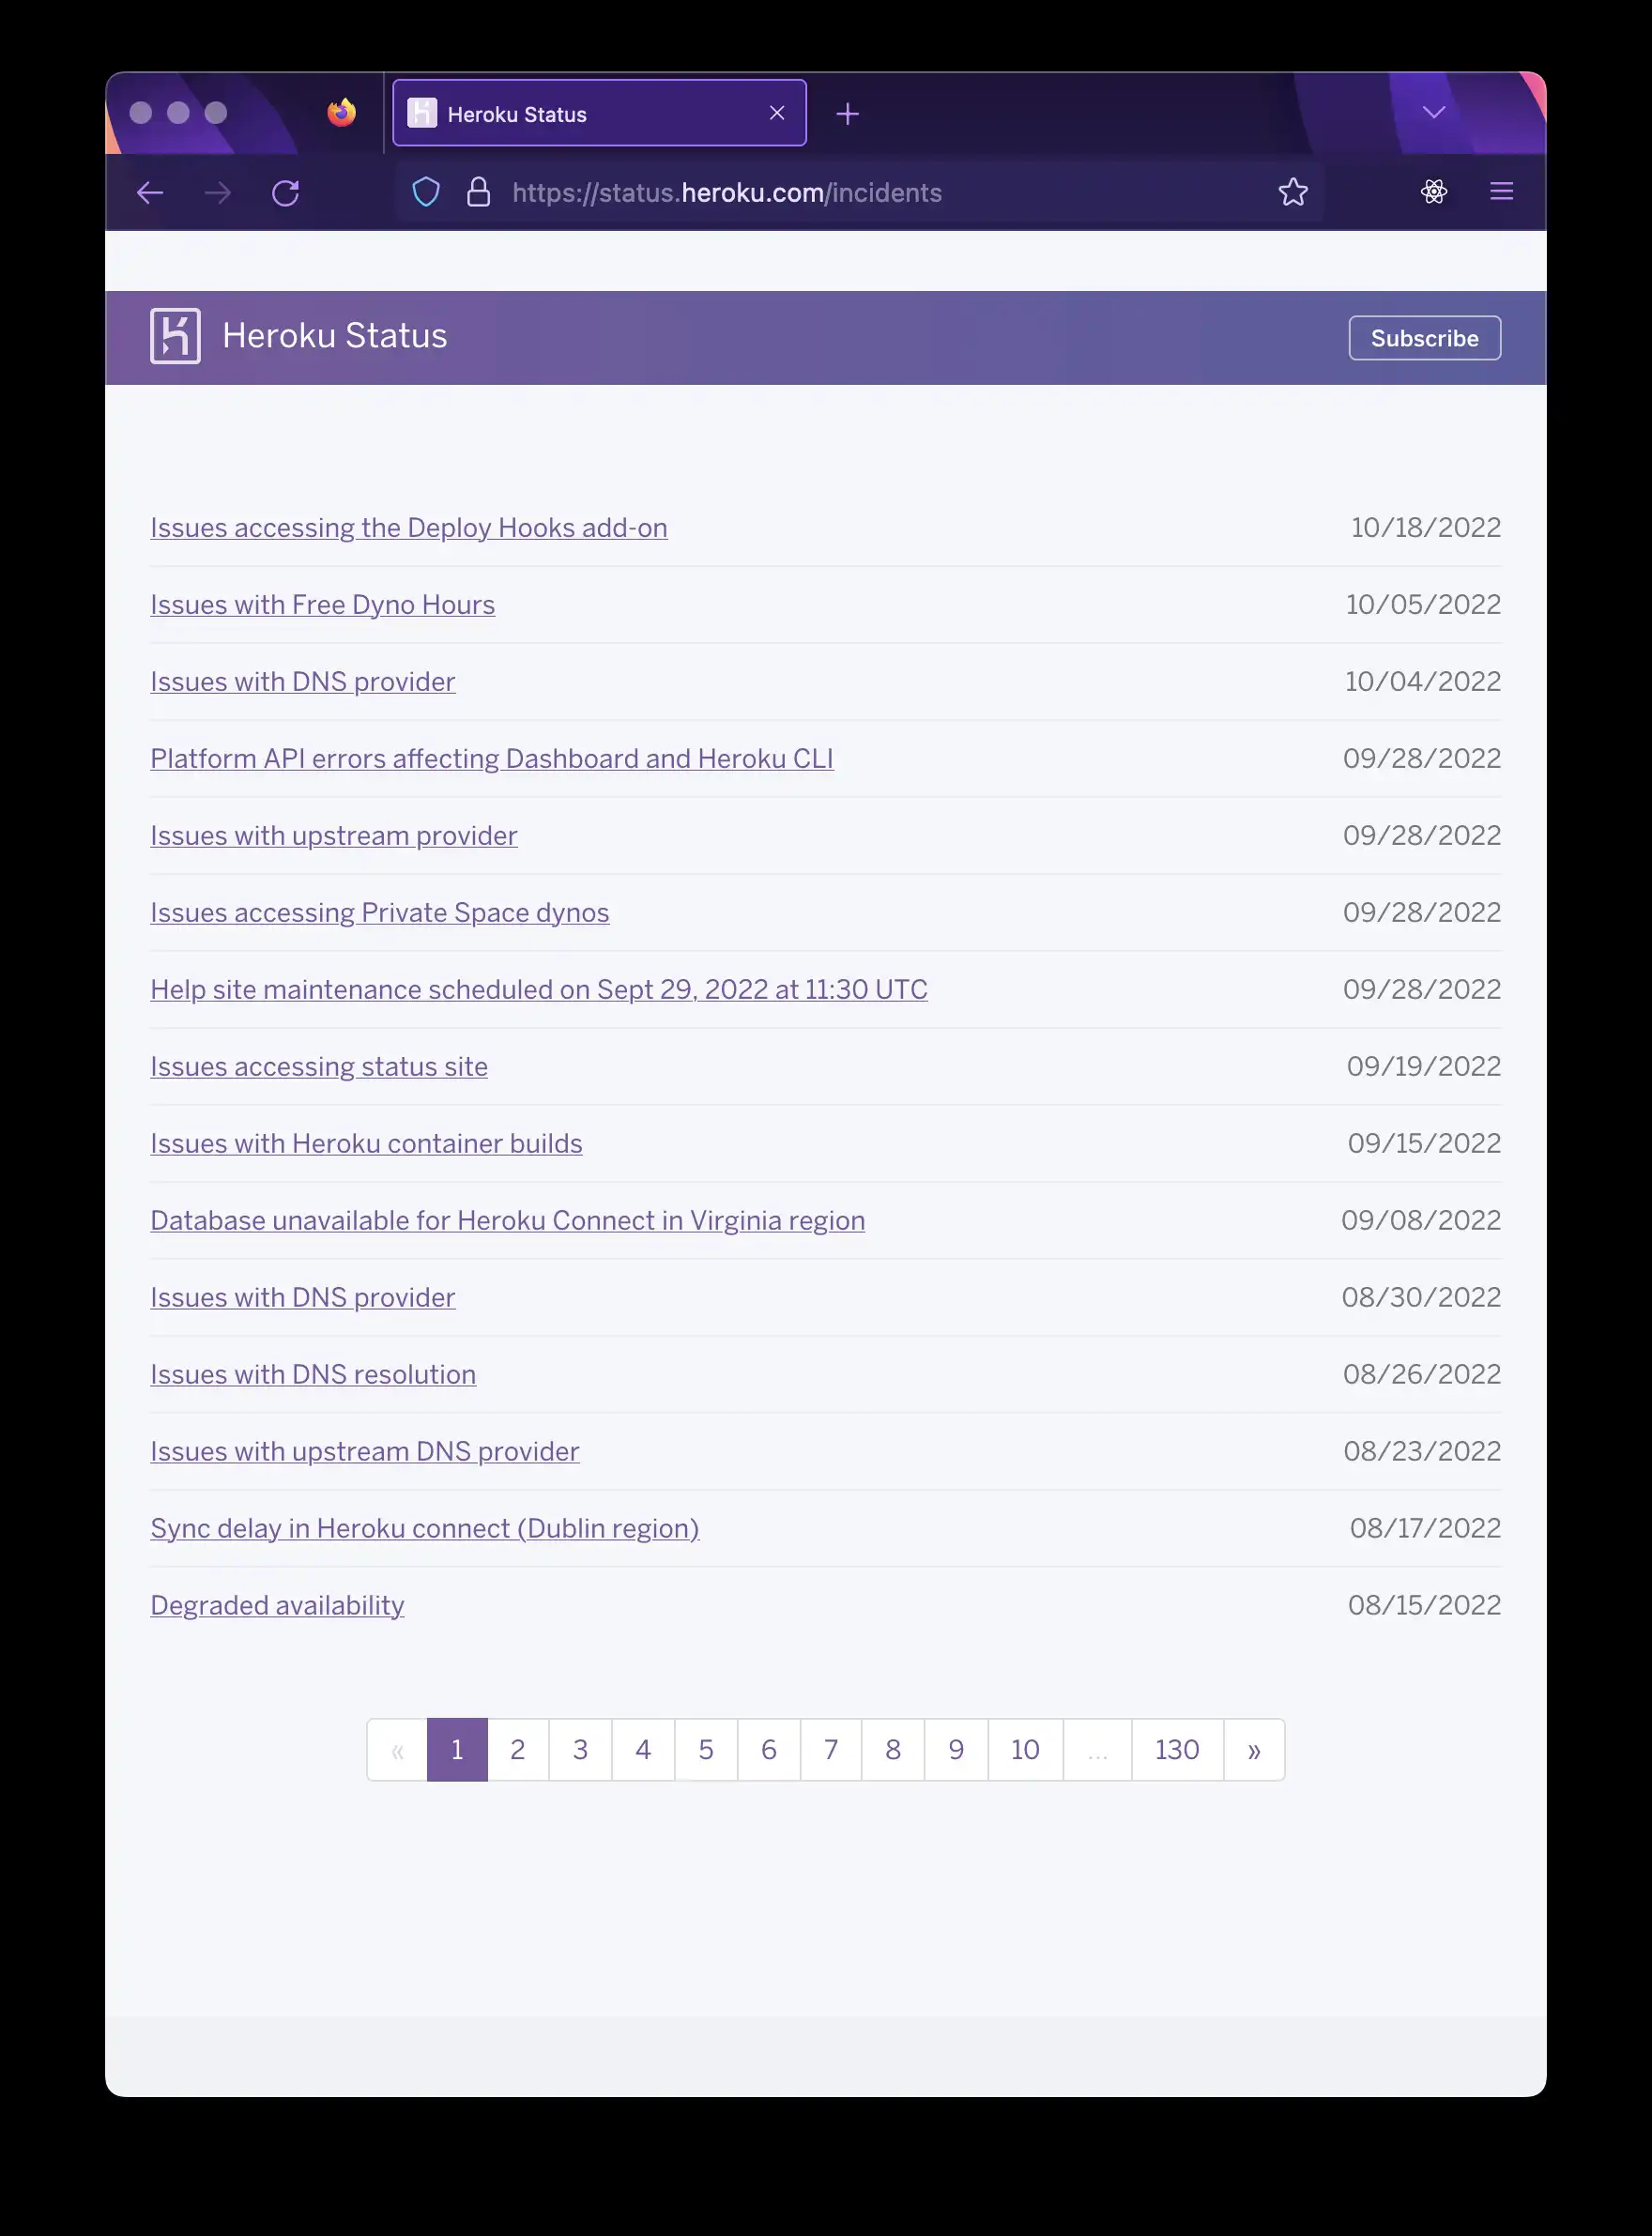 Heroku Status
https://status.heroku.com/incidents
Heroku Status
Subscribe
Issues accessing the Deploy Hooks add-on 10/18/2022
Issues with Free Dyno Hours 10/05/2022
Issues with DNS provider 10/04/2022
Platform API errors affecting Dashboard and Heroku CLI 09/28/2022
Issues with upstream provider 09/28/2022
Issues accessing Private Space dynos 09/28/2022
Help site maintenance scheduled on Sept 29, 2022 at 11:30 UTC 09/28/2022
Issues accessing status site 09/19/2022
Issues with Heroku container builds 09/15/2022
Database unavailable for Heroku Connect in Virginia region 09/08/2022
Issues with DNS provider 08/30/2022
Issues with DNS resolution 08/26/2022
Issues with upstream DNS provider 08/23/2022
Sync delay in Heroku connect (Dublin region) 08/17/2022
Degraded availability 08/15/2022
« 1 2 3 4 5 6 7 8 9 10 ... 130 »